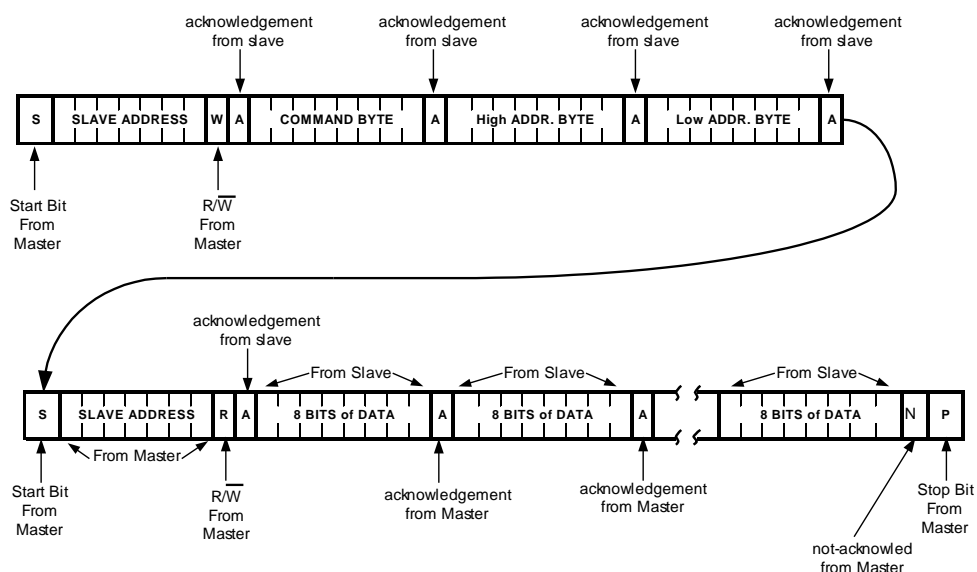 acknowledgement
from slave
acknowledgement
from slave
acknowledgement
from slave
acknowledgement
from slave
S SLAVE ADDRESS W A COMMAND BYTE A High ADDR. BYTE A Low ADDR. BYTE A
Start Bit
From
Master
R/W
From
Master
acknowledgement
from slave
From Slave
From Slave
From Slave
S SLAVE ADDRESS R A 8 BITS of DATA A 8 BITS of DATA A 8 BITS of DATA N P
From Master
Start Bit
From
Master
R/W
From
Master
acknowledgement
from Master
acknowledgement
from Master
Stop Bit
From
Master
not-acknowled
from Master